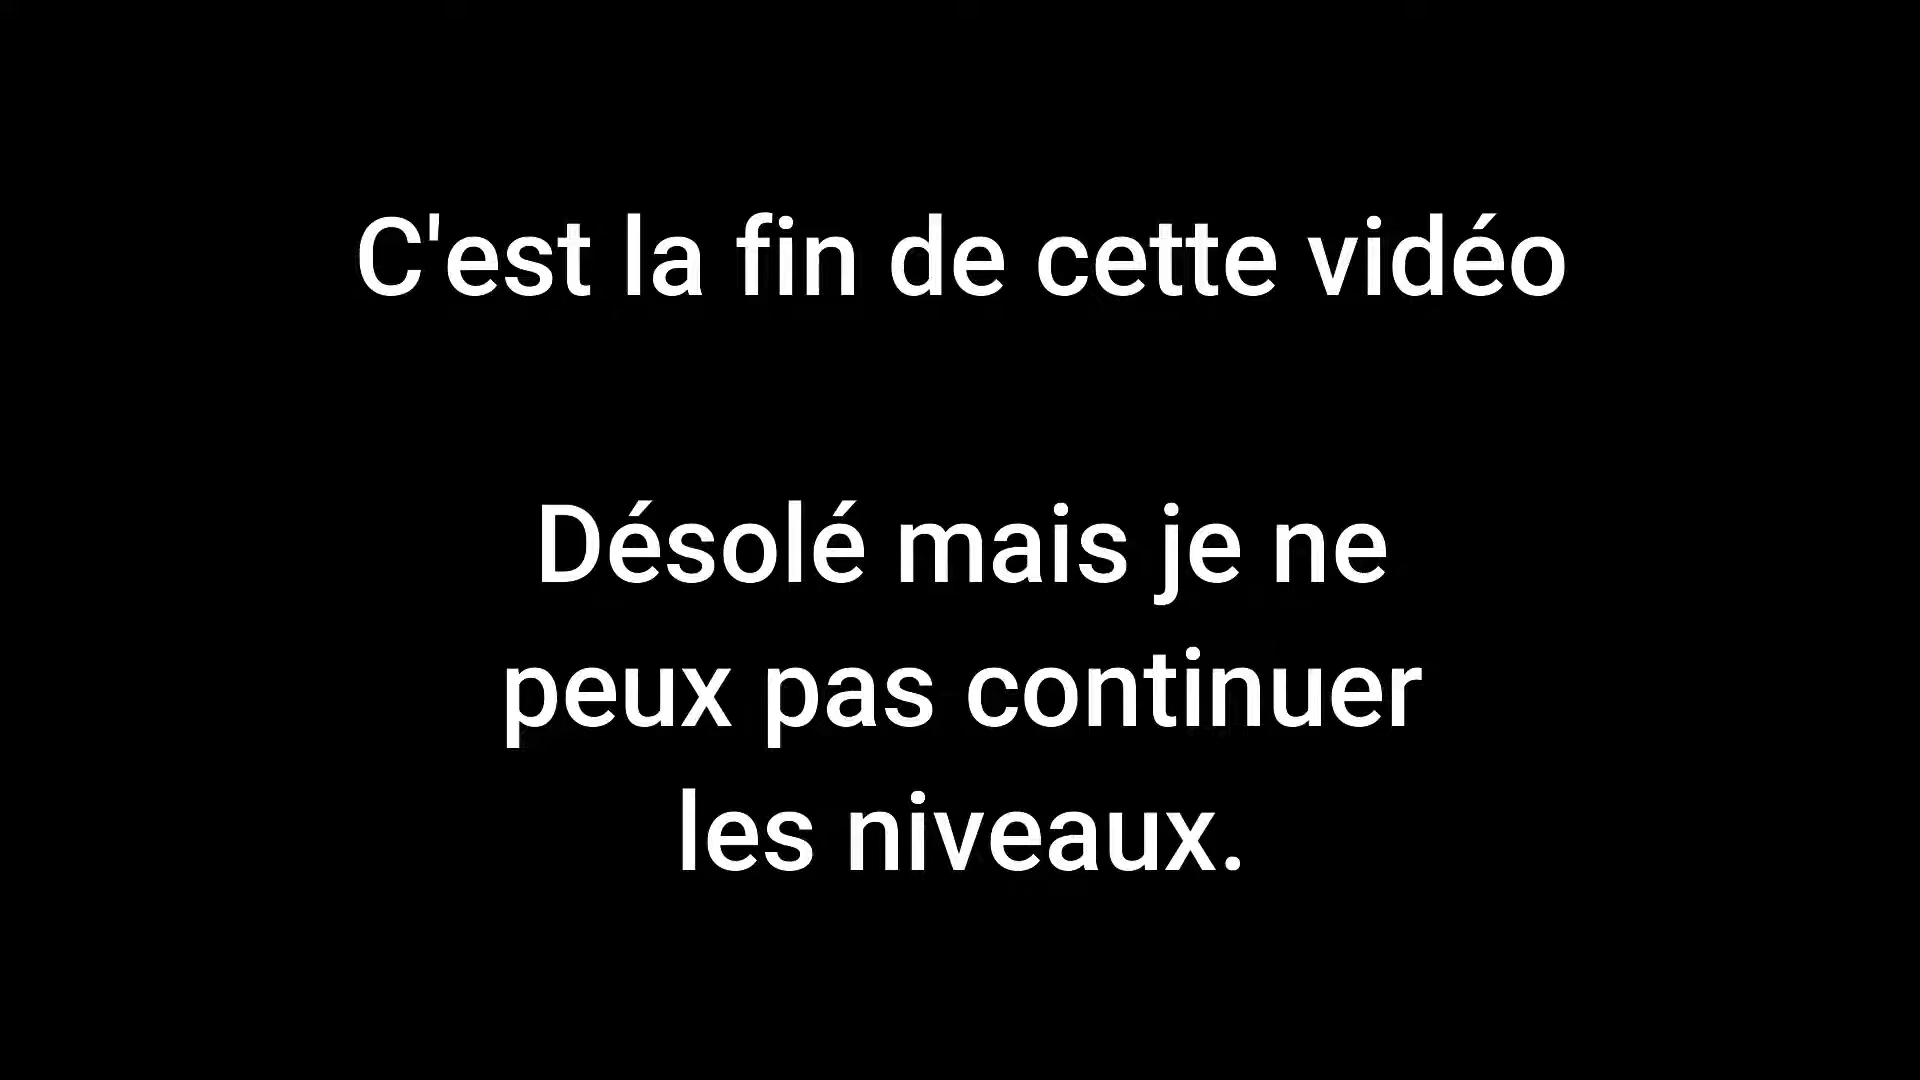 C'est la fin de cette vidéo
Désolé mais je ne
peux pas continuer
les niveaux.